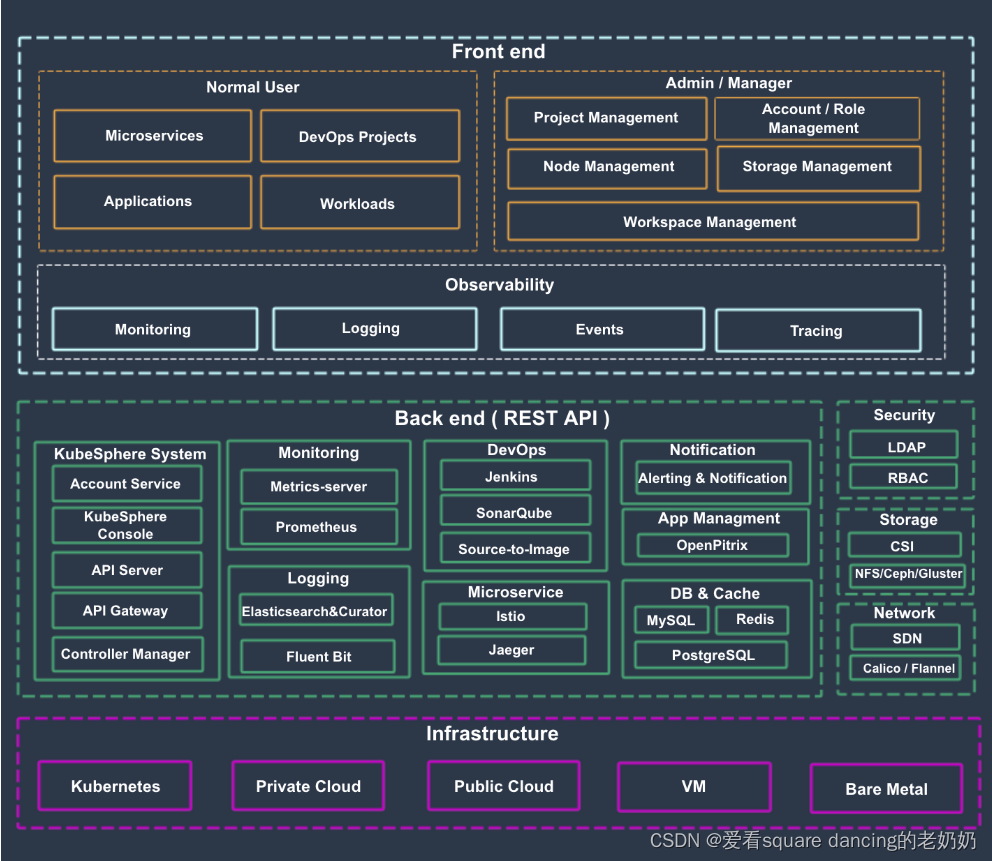 Front end
Normal User
Microservices
DevOps Projects
Applications
Workloads
Admin / Manager
Project Management
Account / Role
Management
Node Management
Storage Management
Workspace Management
Observability
Monitoring
Logging
Events
Tracing
Back end ( REST API )
KubeSphere System
Account Service
KubeSphere
Console
API Server
API Gateway
Controller Manager
Monitoring
Metrics-server
Prometheus
Logging
Elasticsearch&Curator
Fluent Bit
DevOps
Jenkins
SonarQube
Source-to-Image
Microservice
Istio
Jaeger
Notification
Alerting & Notification
App Managment
OpenPitrix
DB & Cache
MySQL
Redis
PostgreSQL
Security
LDAP
RBAC
Storage
CSI
NFS/Ceph/Gluster
Network
SDN
Calico / Flannel
Infrastructure
Kubernetes
Private Cloud
Public Cloud
VM
Bare Metal
CSDN @爱看square dancing的老奶奶